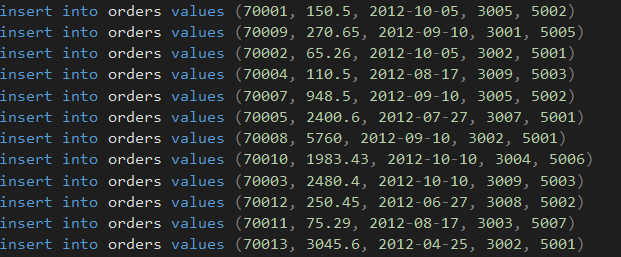 insert into orders values (70001, 150.5, 2012-10-05, 3005, 5002)
insert into orders values (70009, 270.65, 2012-09-10, 3001, 5005)
insert into orders values (70002, 65.26, 2012-10-05, 3002, 5001)
insert into orders values (70004, 110.5, 2012-08-17, 3009, 5003)
insert into orders values (70007, 948.5, 2012-09-10, 3005, 5002)
insert into orders values (70005, 2400.6, 2012-07-27, 3007, 5001)
insert into orders values (70008, 5760, 2012-09-10, 3002, 5001)
insert into orders values (70010, 1983.43, 2012-10-10, 3004, 5006)
insert into orders values (70003, 2480.4, 2012-10-10, 3009, 5003)
insert into orders values (70012, 250.45, 2012-06-27, 3008, 5002)
insert into orders values (70011, 75.29, 2012-08-17, 3003, 5007)
insert into orders values (70013, 3045.6, 2012-04-25, 3002, 5001)